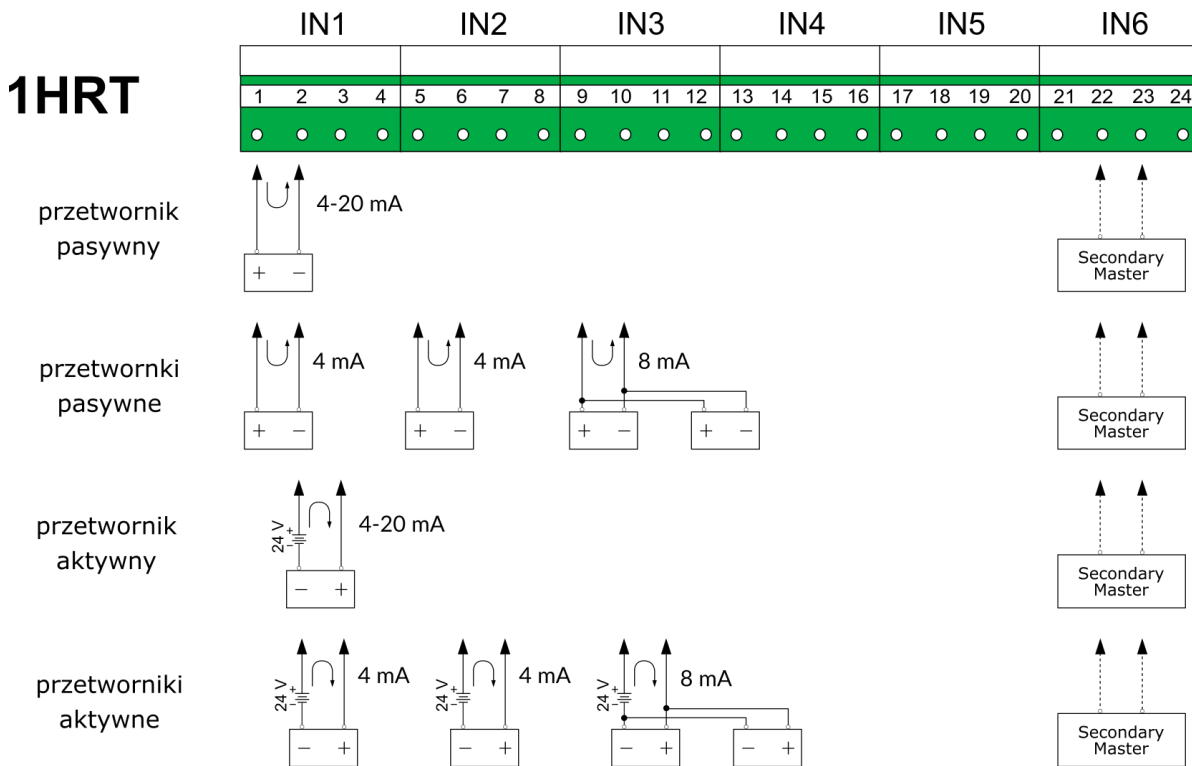 IN1 IN2 IN3 IN4 IN5 IN6
1HRT
1 2 3 4 5 6 7 8 9 10 11 12 13 14 15 16 17 18 19 20 21 22 23 24
przetwornik
pasywny
4-20 mA
+ −
Secondary
Master
przetwornki
pasywne
4 mA 4 mA 8 mA
+ − + − + − + −
Secondary
Master
przetwornik
aktywny
24 V + − 4-20 mA
− +
Secondary
Master
przetworniki
aktywne
24 V + − 4 mA 24 V + − 4 mA 24 V + − 8 mA
− + − + − + − +
Secondary
Master